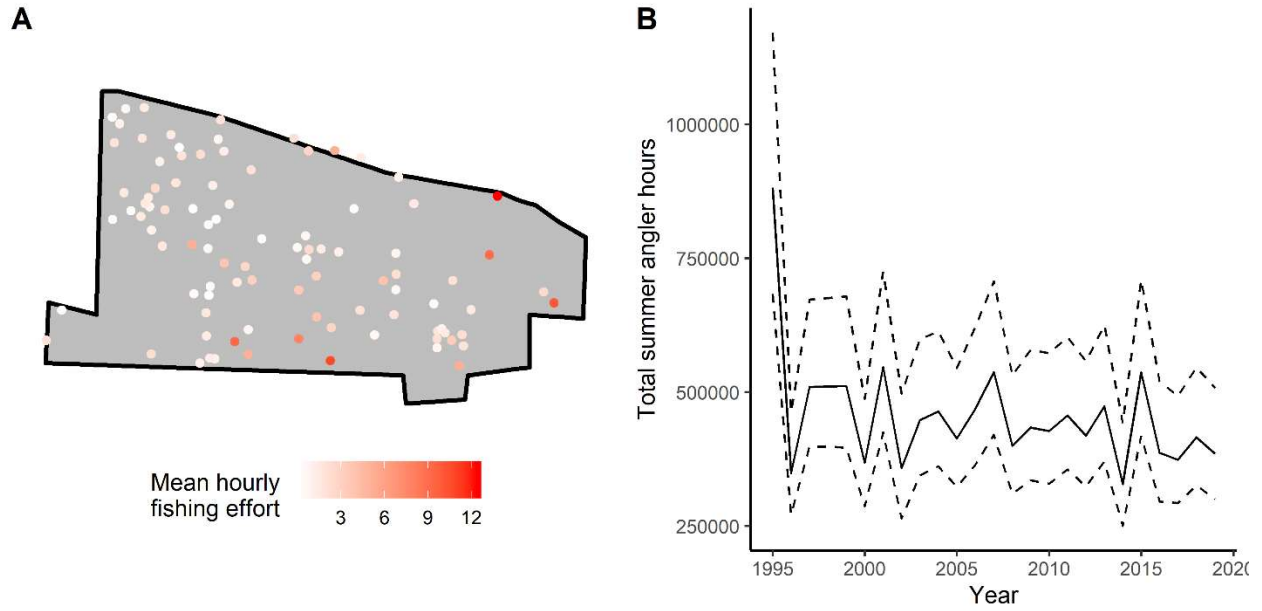 A
Mean hourly
fishing effort
3 6 9 12
B
Total summer angler hours
1000000
750000
500000
250000
1995 2000 2005 2010 2015 2020
Year